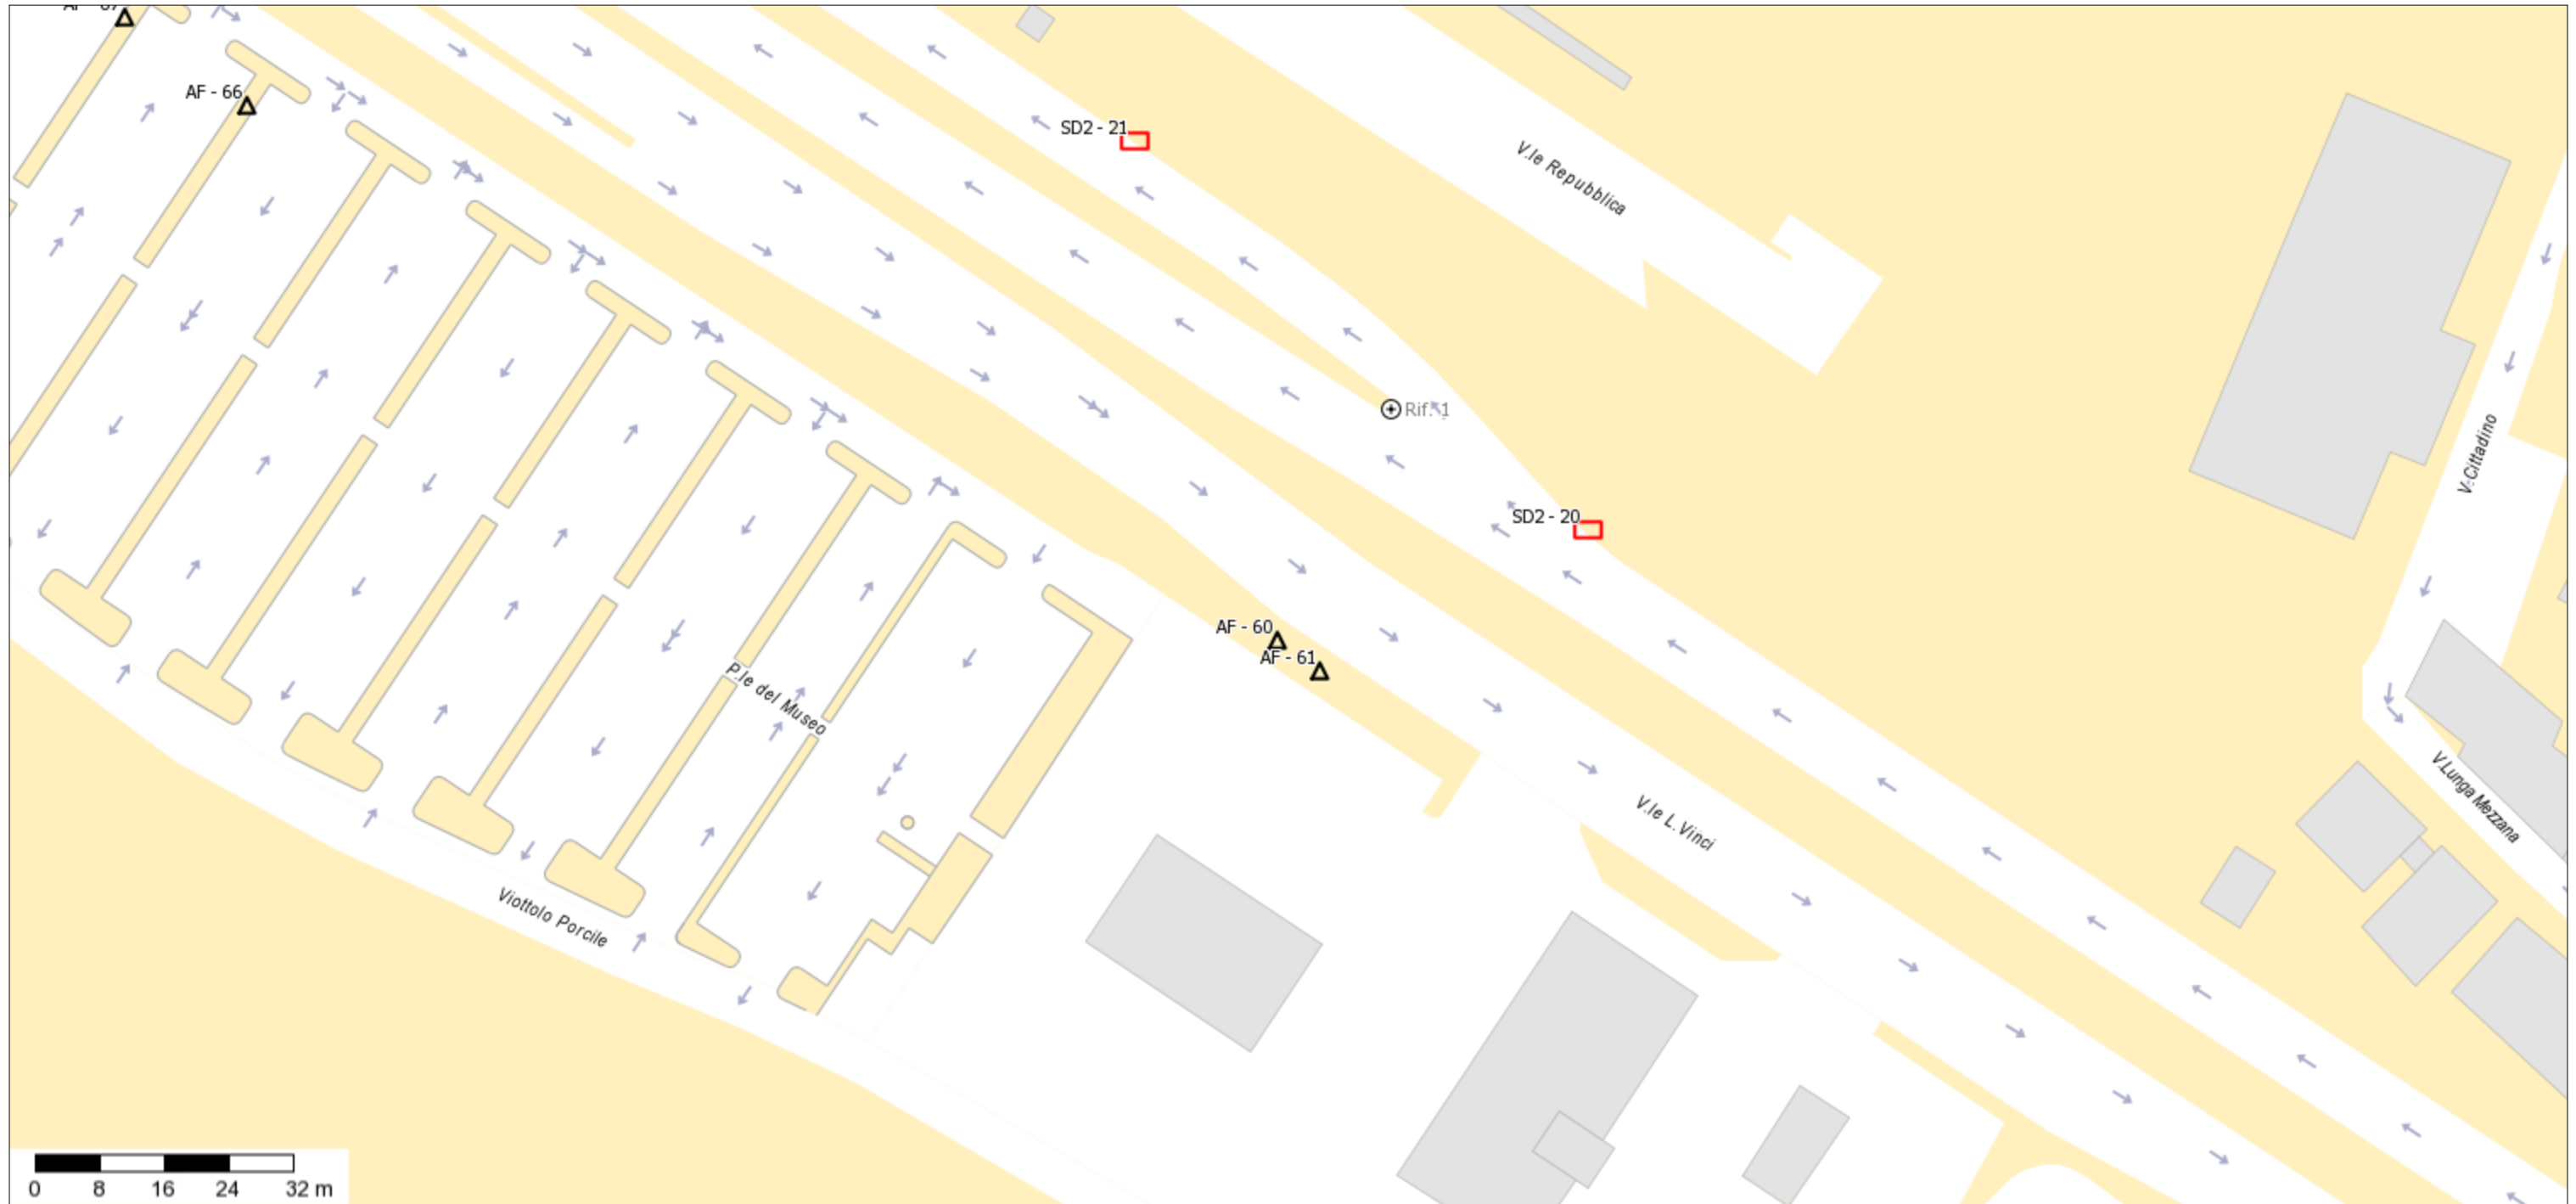 AF - 66
SD2 - 21
V.le Repubblica
Rif. 1
V.Cittadino
SD2 - 20
AF - 60
AF - 61
P.le del Museo
V.le L.Vinci
V.Lunga Mezzana
Viottolo Porcile
0 8 16 24 32 m